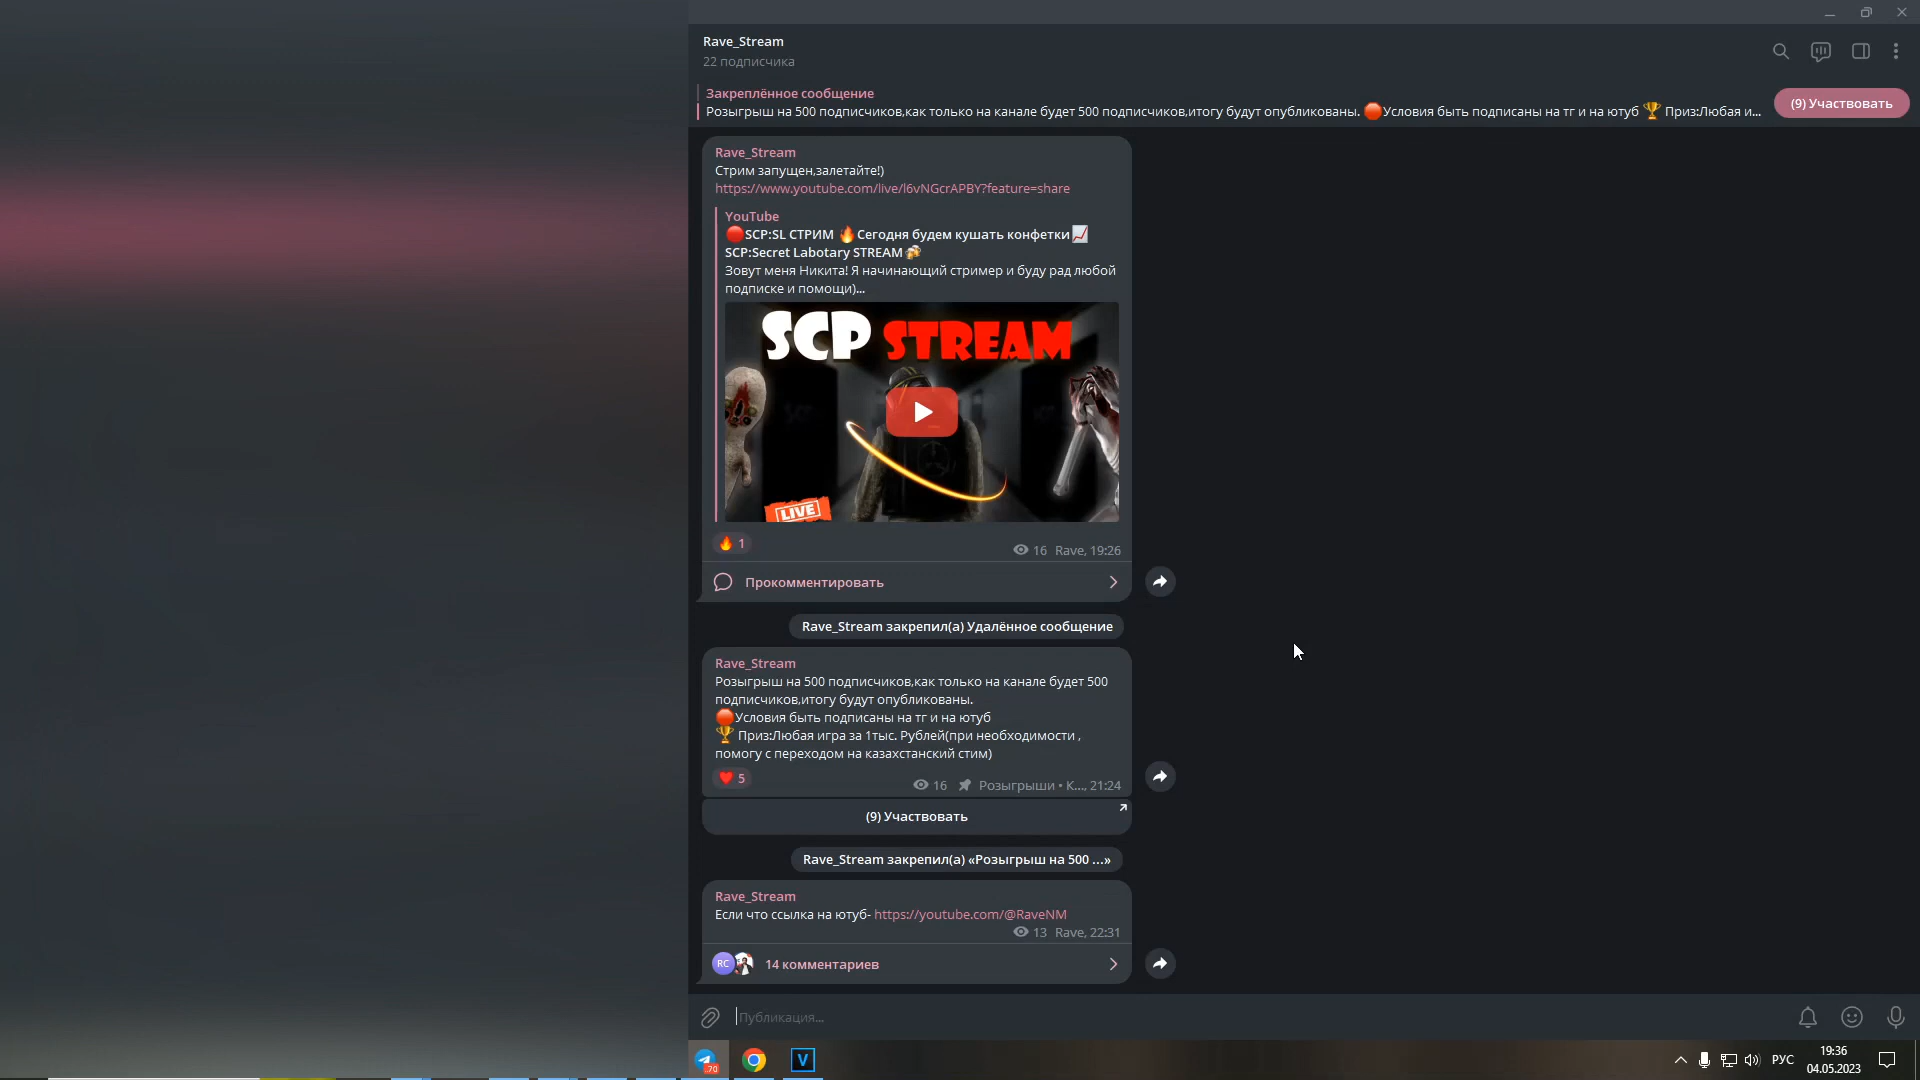 Rave_Stream
22 подписчика
Закреплённое сообщение
Розыгрыш на 500 подписчиков,как только на канале будет 500 подписчиков,итогу будут опубликованы. 🛑Условия быть подписаны на тг и на ютуб 🏆 Приз:Любая и...
(9) Участвовать
Rave_Stream
Стрим запущен,залетайте!)
https://www.youtube.com/live/l6vNGcrAPBY?feature=share
YouTube
🔴SCP:SL СТРИМ 🔥Сегодня будем кушать конфетки📈
SCP:Secret Labotary STREAM🍻
Зовут меня Никита! Я начинающий стример и буду рад любой
подписке и помощи)...
SCP STREAM
LIVE
🔥 1
16 Rave, 19:26
Прокомментировать
Rave_Stream закрепил(а) Удалённое сообщение
Rave_Stream
Розыгрыш на 500 подписчиков,как только на канале будет 500
подписчиков,итогу будут опубликованы.
🛑Условия быть подписаны на тг и на ютуб
🏆 Приз:Любая игра за 1тыс. Рублей(при необходимости ,
помогу с переходом на казахстанский стим)
❤️ 5
16 Розыгрыши • К..., 21:24
(9) Участвовать
Rave_Stream закрепил(а) «Розыгрыш на 500 ...»
Rave_Stream
Если что ссылка на ютуб- https://youtube.com/@RaveNM
13 Rave, 22:31
RC
14 комментариев
Публикация...
..70
V
РУС
19:36
04.05.2023